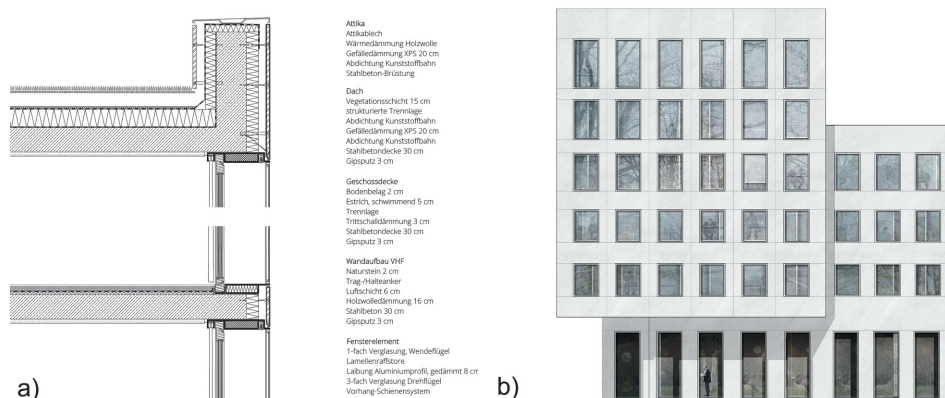 Attika
Attikablech
Wärmedämmung Holzwolle
Gefälledämmung XPS 20 cm
Abdichtung Kunststoffbahn
Stahlbeton-Brüstung
Dach
Vegetationsschicht 15 cm
strukturierte Trennlage
Abdichtung Kunststoffbahn
Gefälledämmung XPS 20 cm
Abdichtung Kunststoffbahn
Stahlbetondecke 30 cm
Gipsputz 3 cm
Geschossdecke
Bodenbelag 2 cm
Estrich, schwimmend 5 cm
Trennlage
Trittschalldämmung 3 cm
Stahlbetondecke 30 cm
Gipsputz 3 cm
Wandaufbau VHF
Naturstein 2 cm
Trag-/Halteanker
Luftschicht 6 cm
Holzwolledämmung 16 cm
Stahlbeton 30 cm
Gipsputz 3 cm
Fensterelement
1-fach Verglasung, Wendeflügel
Lamellenraffstore
Laibung Aluminiumprofil, gedämmt 8 cm
3-fach Verglasung Drehflügel
Vorhang-Schienensystem
a)
b)